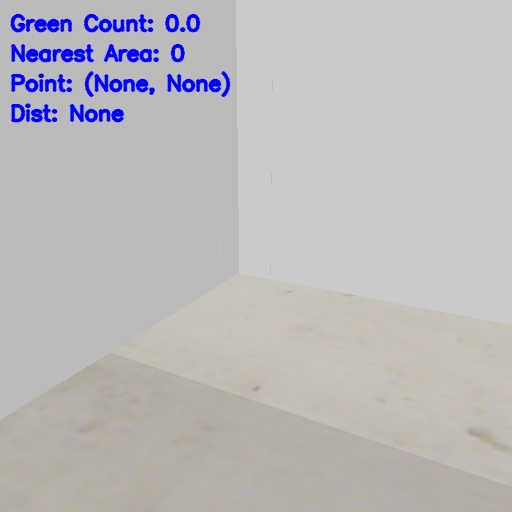 Green Count: 0.0
Nearest Area: 0
Point: (None, None)
Dist: None